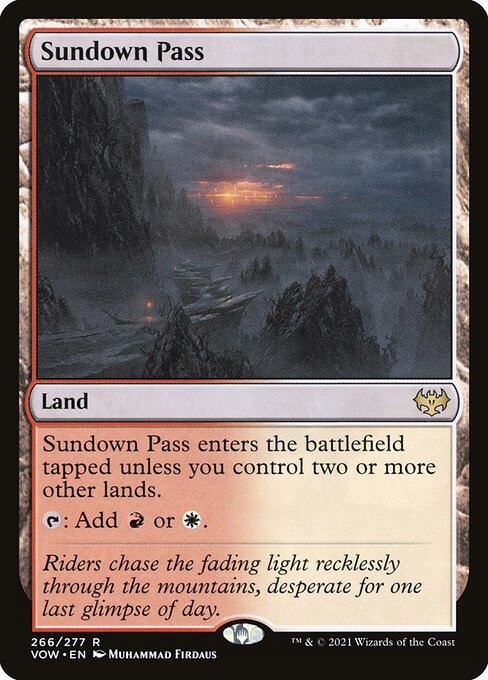 Sundown Pass
Land
Sundown Pass enters the battlefield
tapped unless you control two or more
other lands.
: Add or .
Riders chase the fading light recklessly
through the mountains, desperate for one
last glimpse of day.
266/277 R
VOW • EN Muhammad Firdaus
™ & © 2021 Wizards of the Coast